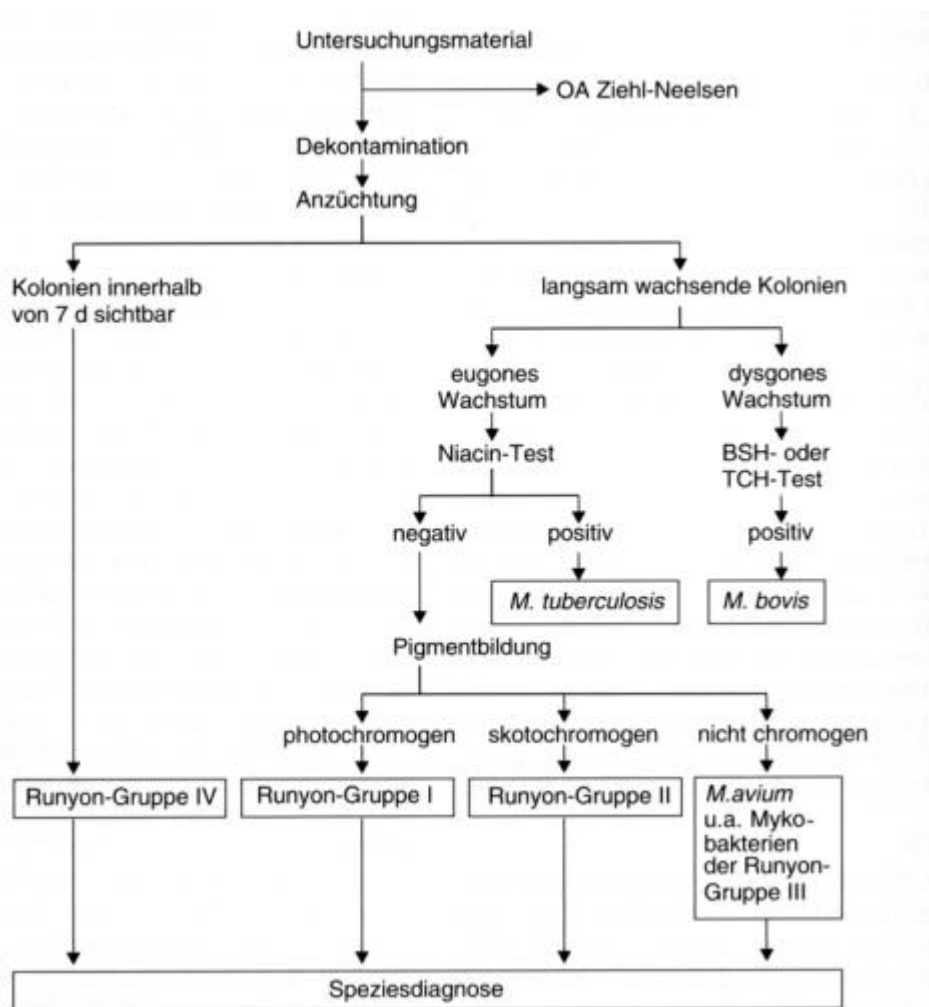 Untersuchungsmaterial
OA Ziehl-Neelsen
Dekontamination
Anzüchtung
Kolonien innerhalb
von 7 d sichtbar
langsam wachsende Kolonien
eugones
Wachstum
dysgones
Wachstum
Niacin-Test
BSH- oder
TCH-Test
negativ
positiv
positiv
M. tuberculosis
M. bovis
Pigmentbildung
photochromogen
skotochromogen
nicht chromogen
Runyon-Gruppe IV
Runyon-Gruppe I
Runyon-Gruppe II
M.avium
u.a. Myko-
bakterien
der Runyon-
Gruppe III
Speziesdiagnose